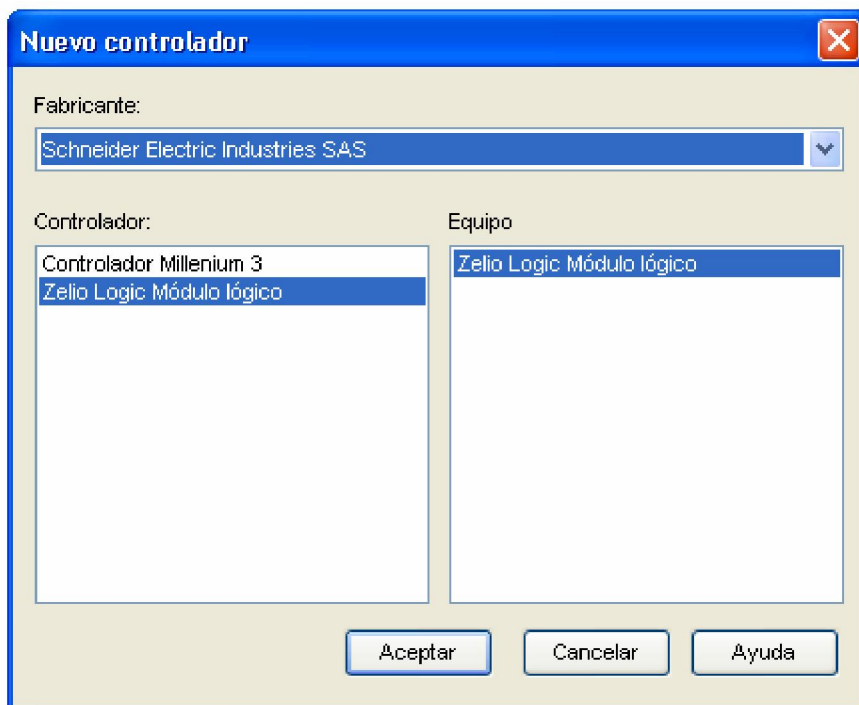 Nuevo controlador
Fabricante:
Schneider Electric Industries SAS
Controlador:
Controlador Millenium 3
Zelio Logic Módulo lógico
Equipo
Zelio Logic Módulo lógico
Aceptar
Cancelar
Ayuda